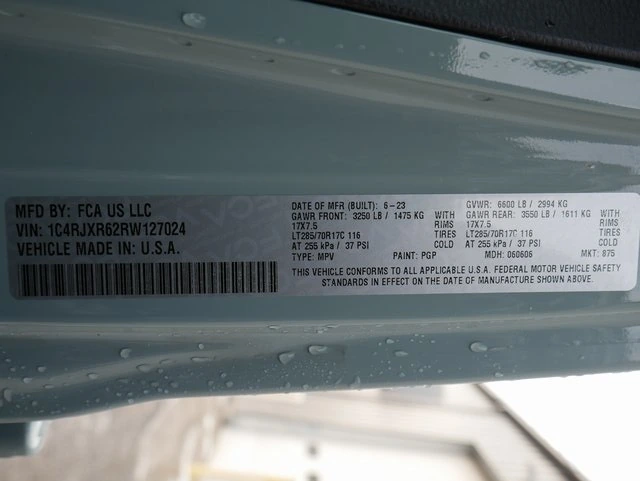 MFD BY: FCA US LLC
VIN: 1C4RJXR62RW127024
VEHICLE MADE IN U.S.A.
DATE OF MFR (BUILT): 6-23 GVWR: 6600 LB / 2994 KG
GAWR FRONT: 3250 LB / 1475 KG WITH GAWR REAR: 3550 LB / 1611 KG WITH
17X7.5 RIMS 17X7.5 RIMS
LT285/70R17C 116 TIRES LT285/70R17C 116 TIRES
AT 255 kPa / 37 PSI COLD AT 255 kPa / 37 PSI COLD
TYPE: MPV PAINT: PGP MDH: 060606 MKT: 875
THIS VEHICLE CONFORMS TO ALL APPLICABLE U.S.A. FEDERAL MOTOR VEHICLE SAFETY
STANDARDS IN EFFECT ON THE DATE OF MANUFACTURE SHOWN ABOVE.